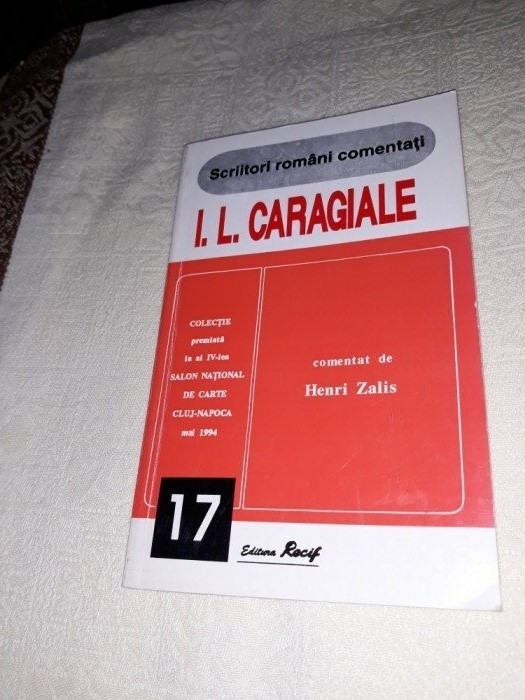 Scriitori români comentați
I. L. CARAGIALE
COLECȚIE
premiată
la al IV-lea
SALON NAȚIONAL
DE CARTE
CLUJ-NAPOCA
mai 1994
comentat de
Henri Zalis
17
Editura Recif